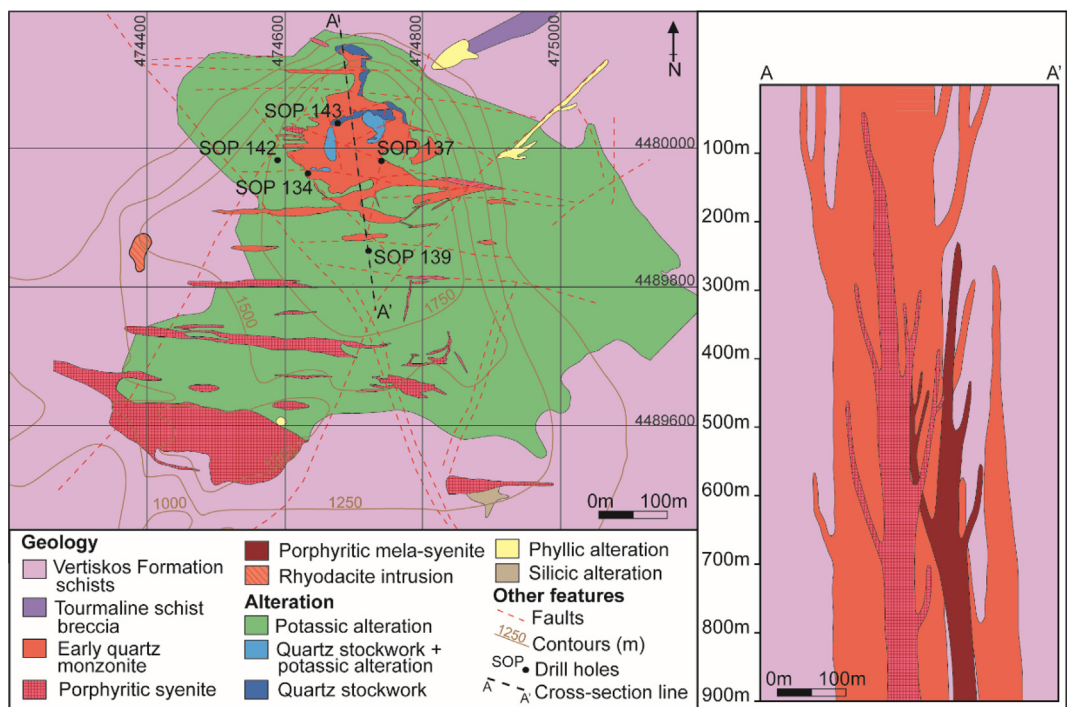 474400
474600
474800
475000
A
N
SOP 143
4480000
SOP 142
SOP 137
SOP 134
SOP 139
4489800
1500
1750
A'
4489600
1000
1250
0m 100m
Geology
Vertiskos Formation
schists
Tourmaline schist
breccia
Early quartz
monzonite
Porphyritic syenite
Porphyritic mela-syenite
Rhyodacite intrusion
Alteration
Potassic alteration
Quartz stockwork +
potassic alteration
Quartz stockwork
Phyllic alteration
Silicic alteration
Other features
Faults
1250 Contours (m)
SOP Drill holes
A A' Cross-section line
A A'
100m
200m
300m
400m
500m
600m
700m
800m
900m
0m 100m